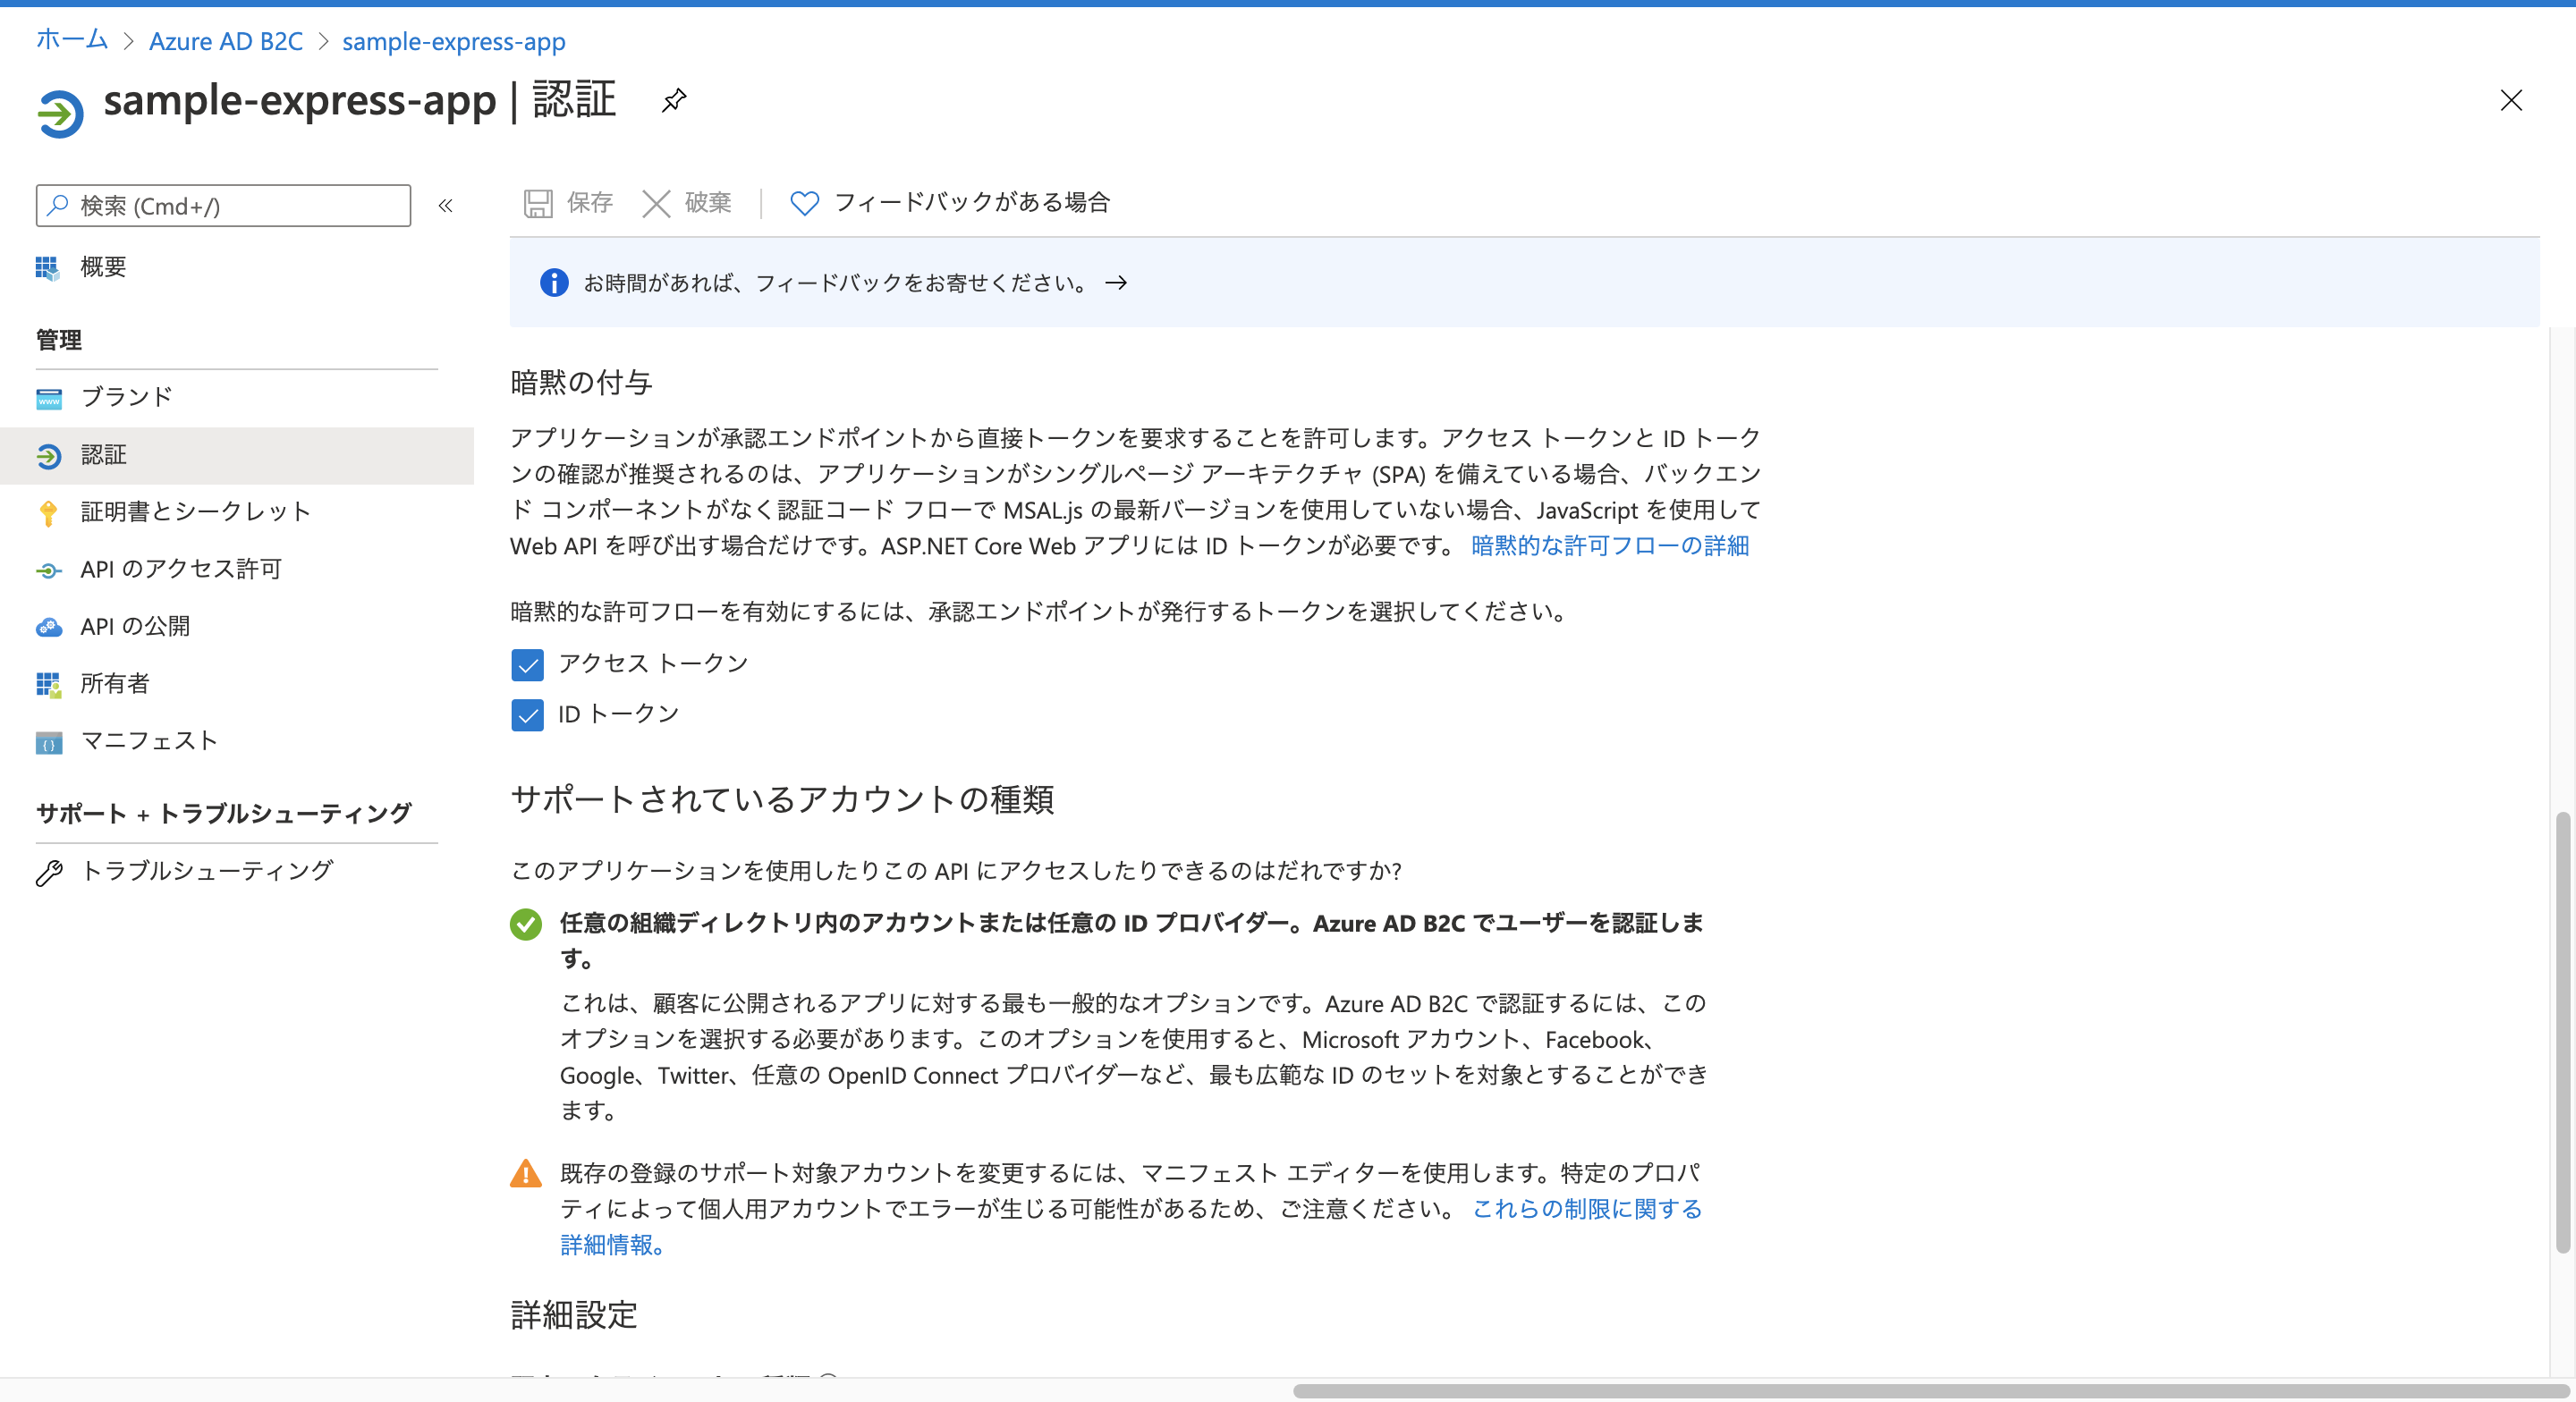 ホーム > Azure AD B2C > sample-express-app
sample-express-app | 認証
検索 (Cmd+/)
«
保存
破棄
フィードバックがある場合
概要
管理
ブランド
認証
証明書とシークレット
API のアクセス許可
API の公開
所有者
マニフェスト
サポート + トラブルシューティング
トラブルシューティング
お時間があれば、フィードバックをお寄せください。 →
暗黙の付与
アプリケーションが承認エンドポイントから直接トークンを要求することを許可します。アクセス トークンと ID トーク
ンの確認が推奨されるのは、アプリケーションがシングルページ アーキテクチャ (SPA) を備えている場合、バックエン
ド コンポーネントがなく認証コード フローで MSAL.js の最新バージョンを使用していない場合、JavaScript を使用して
Web API を呼び出す場合だけです。ASP.NET Core Web アプリには ID トークンが必要です。 暗黙的な許可フローの詳細
暗黙的な許可フローを有効にするには、承認エンドポイントが発行するトークンを選択してください。
アクセス トークン
ID トークン
サポートされているアカウントの種類
このアプリケーションを使用したりこの API にアクセスしたりできるのはだれですか?
任意の組織ディレクトリ内のアカウントまたは任意の ID プロバイダー。Azure AD B2C でユーザーを認証しま
す。
これは、顧客に公開されるアプリに対する最も一般的なオプションです。Azure AD B2C で認証するには、この
オプションを選択する必要があります。このオプションを使用すると、Microsoft アカウント、Facebook、
Google、Twitter、任意の OpenID Connect プロバイダーなど、最も広範な ID のセットを対象とすることができ
ます。
既存の登録のサポート対象アカウントを変更するには、マニフェスト エディターを使用します。特定のプロパ
ティによって個人用アカウントでエラーが生じる可能性があるため、ご注意ください。 これらの制限に関する
詳細情報。
詳細設定